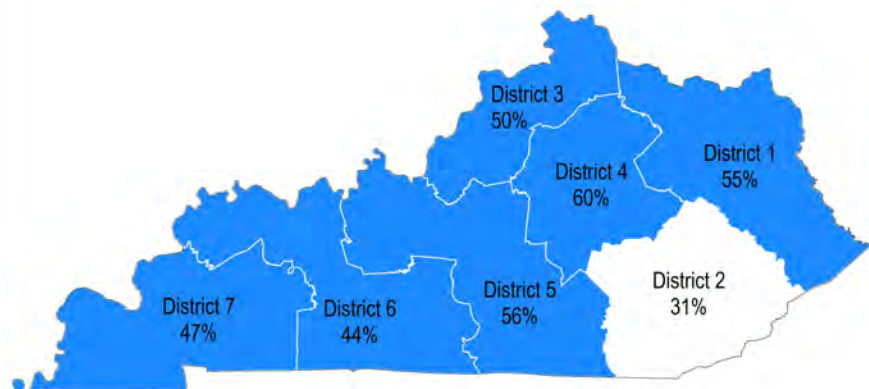 District 3
50%
District 1
55%
District 4
60%
District 2
31%
District 5
56%
District 7
47%
District 6
44%